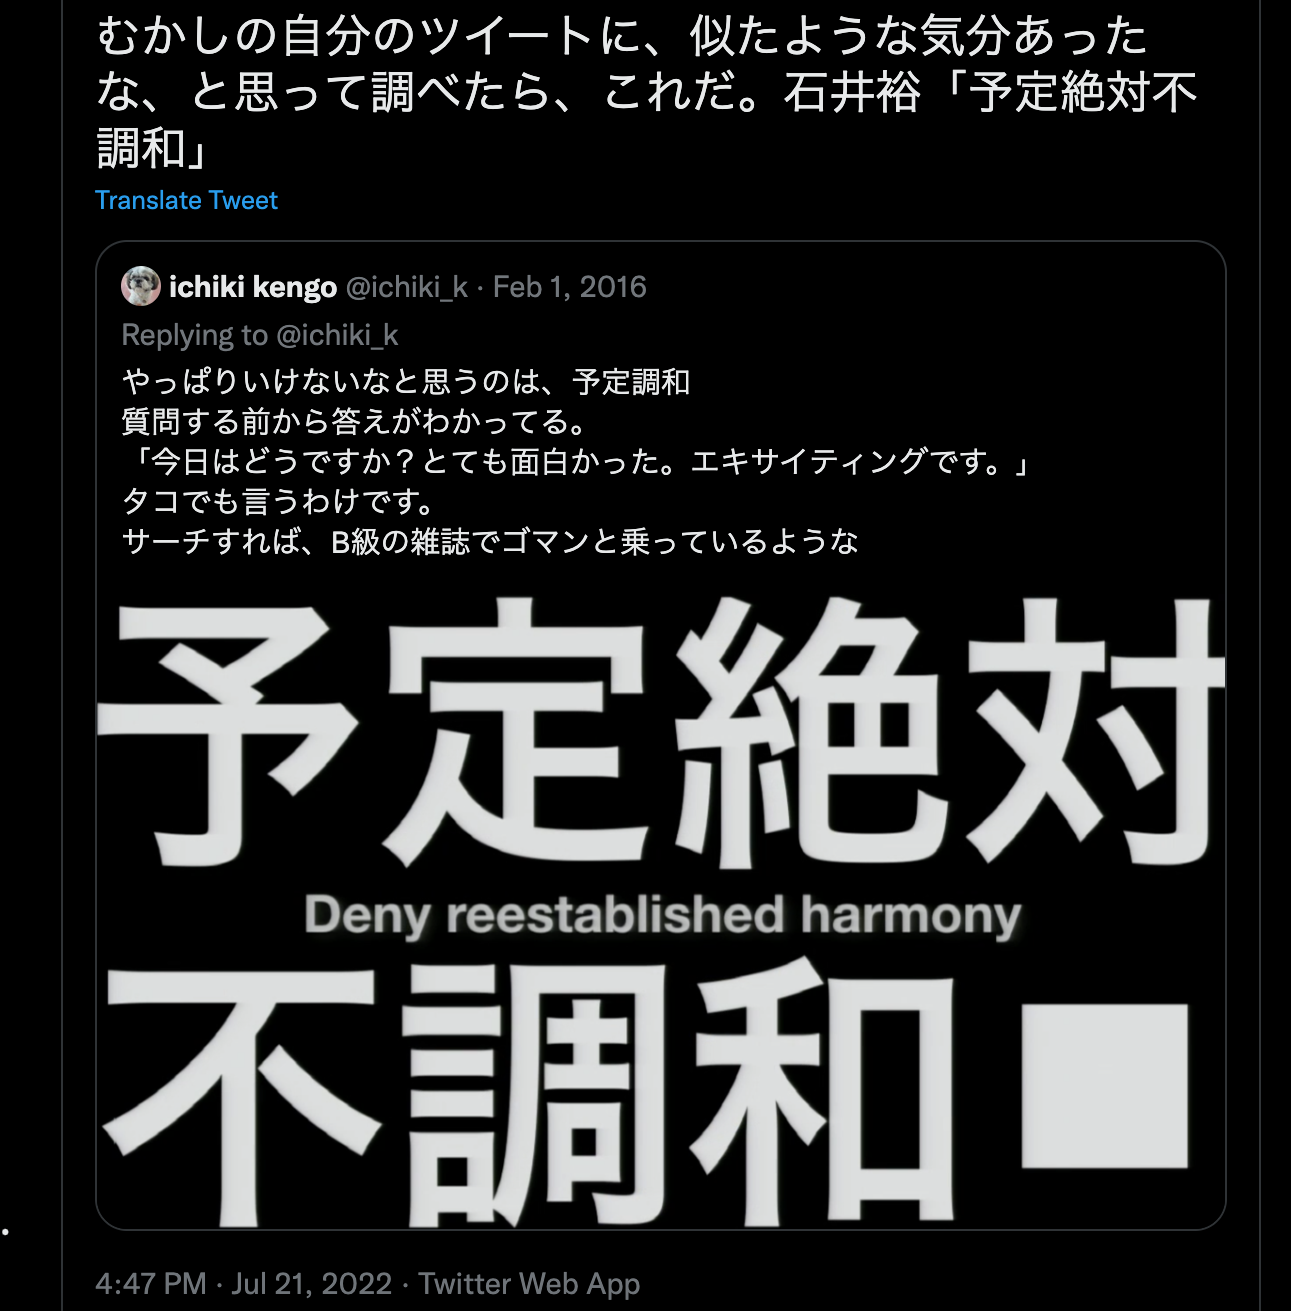 むかしの自分のツイートに、似たような気分あった
な、と思って調べたら、これだ。石井裕「予定絶対不
調和」
Translate Tweet
ichiki kengo @ichiki_k · Feb 1, 2016
Replying to @ichiki_k
やっぱりいけないなと思うのは、予定調和
質問する前から答えがわかってる。
「今日はどうですか？とても面白かった。エキサイティングです。」
タコでも言うわけです。
サーチすれば、B級の雑誌でゴマンと乗っているような
予定絶対
Deny reestablished harmony
不調和■
4:47 PM · Jul 21, 2022 · Twitter Web App